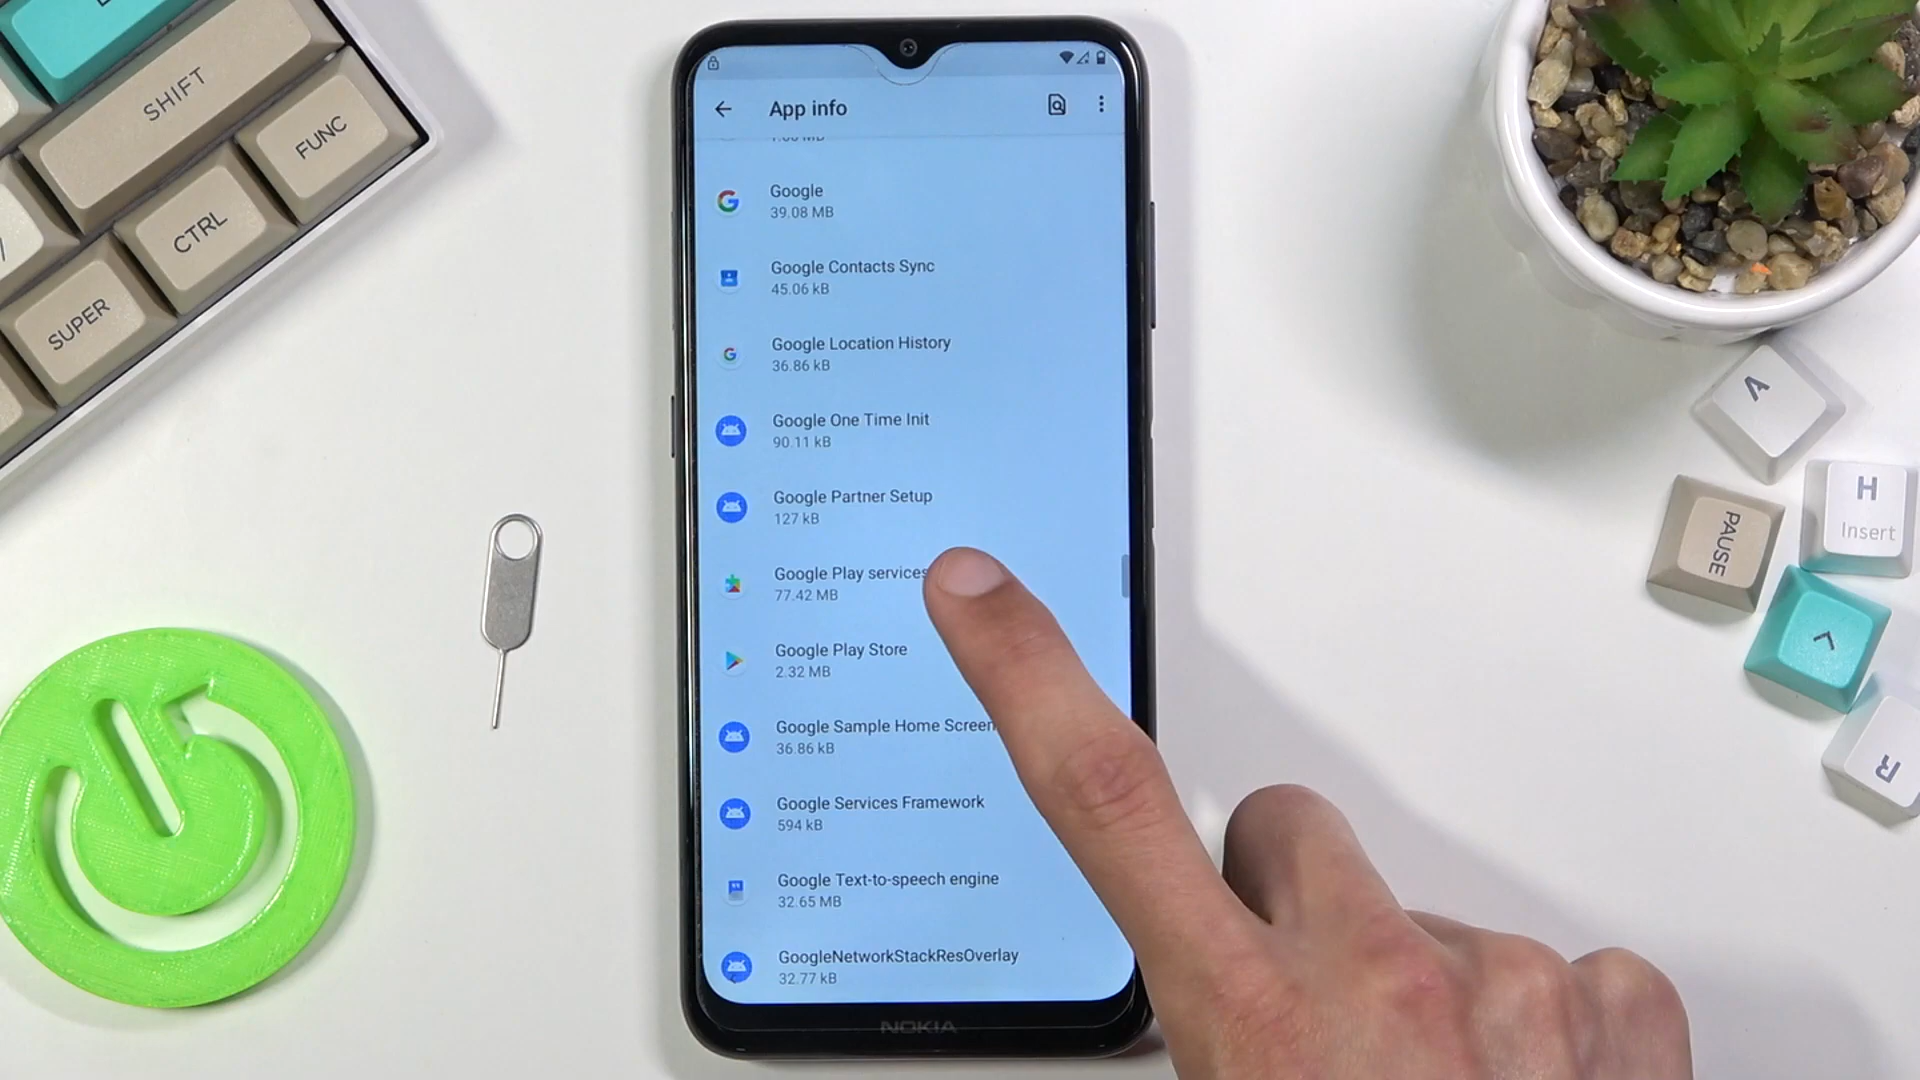 SHIFT
FUNC
CTRL
SUPER
App info
Google
39.08 MB
Google Contacts Sync
45.06 kB
Google Location History
36.86 kB
Google One Time Init
90.11 kB
Google Partner Setup
127 kB
Google Play services
77.42 MB
Google Play Store
2.32 MB
Google Sample Home Screen
36.86 kB
Google Services Framework
594 kB
Google Text-to-speech engine
32.65 MB
GoogleNetworkStackResOverlay
32.77 kB
NOKIA
A
H
Insert
PAUSE
R